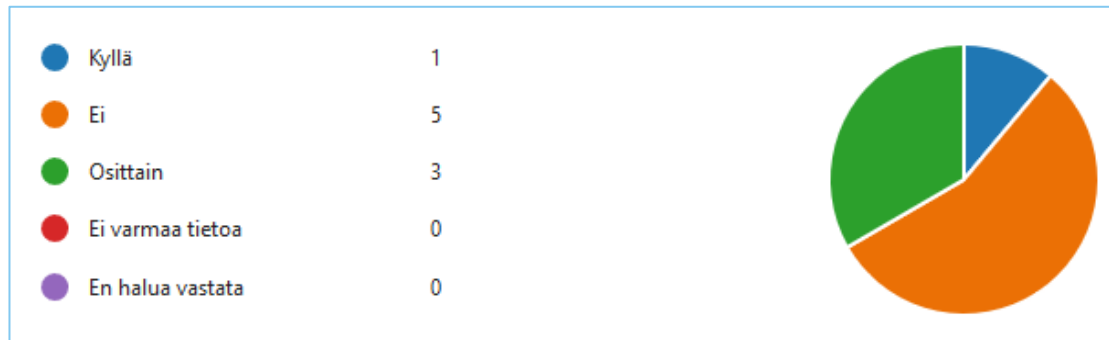 Kyllä 1
Ei 5
Osittain 3
Ei varmaa tietoa 0
En halua vastata 0